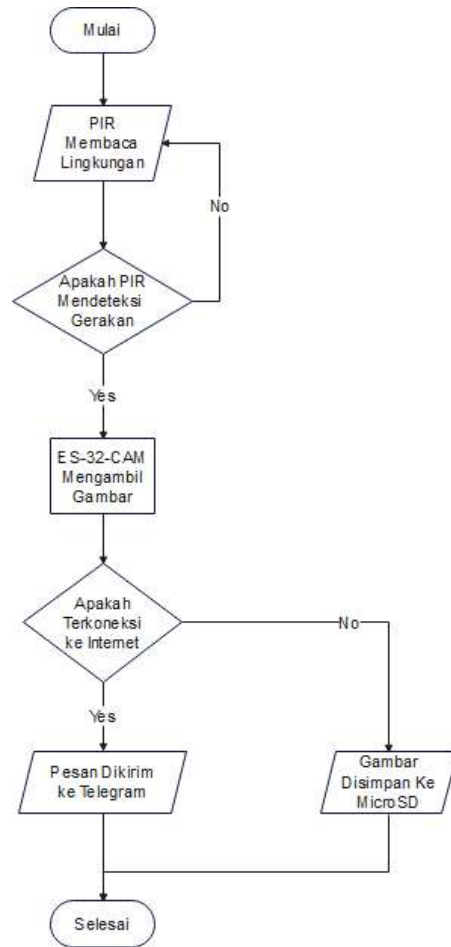 Mulai
PIR
Membaca
Lingkungan
No
Apakah PIR
Mendeteksi
Gerakan
Yes
ES-32-CAM
Mengambil
Gambar
Apakah
Terkoneksi
ke Internet
No
Yes
Pesan Dikirim
ke Telegram
Gambar
Disimpan Ke
MicroSD
Selesai